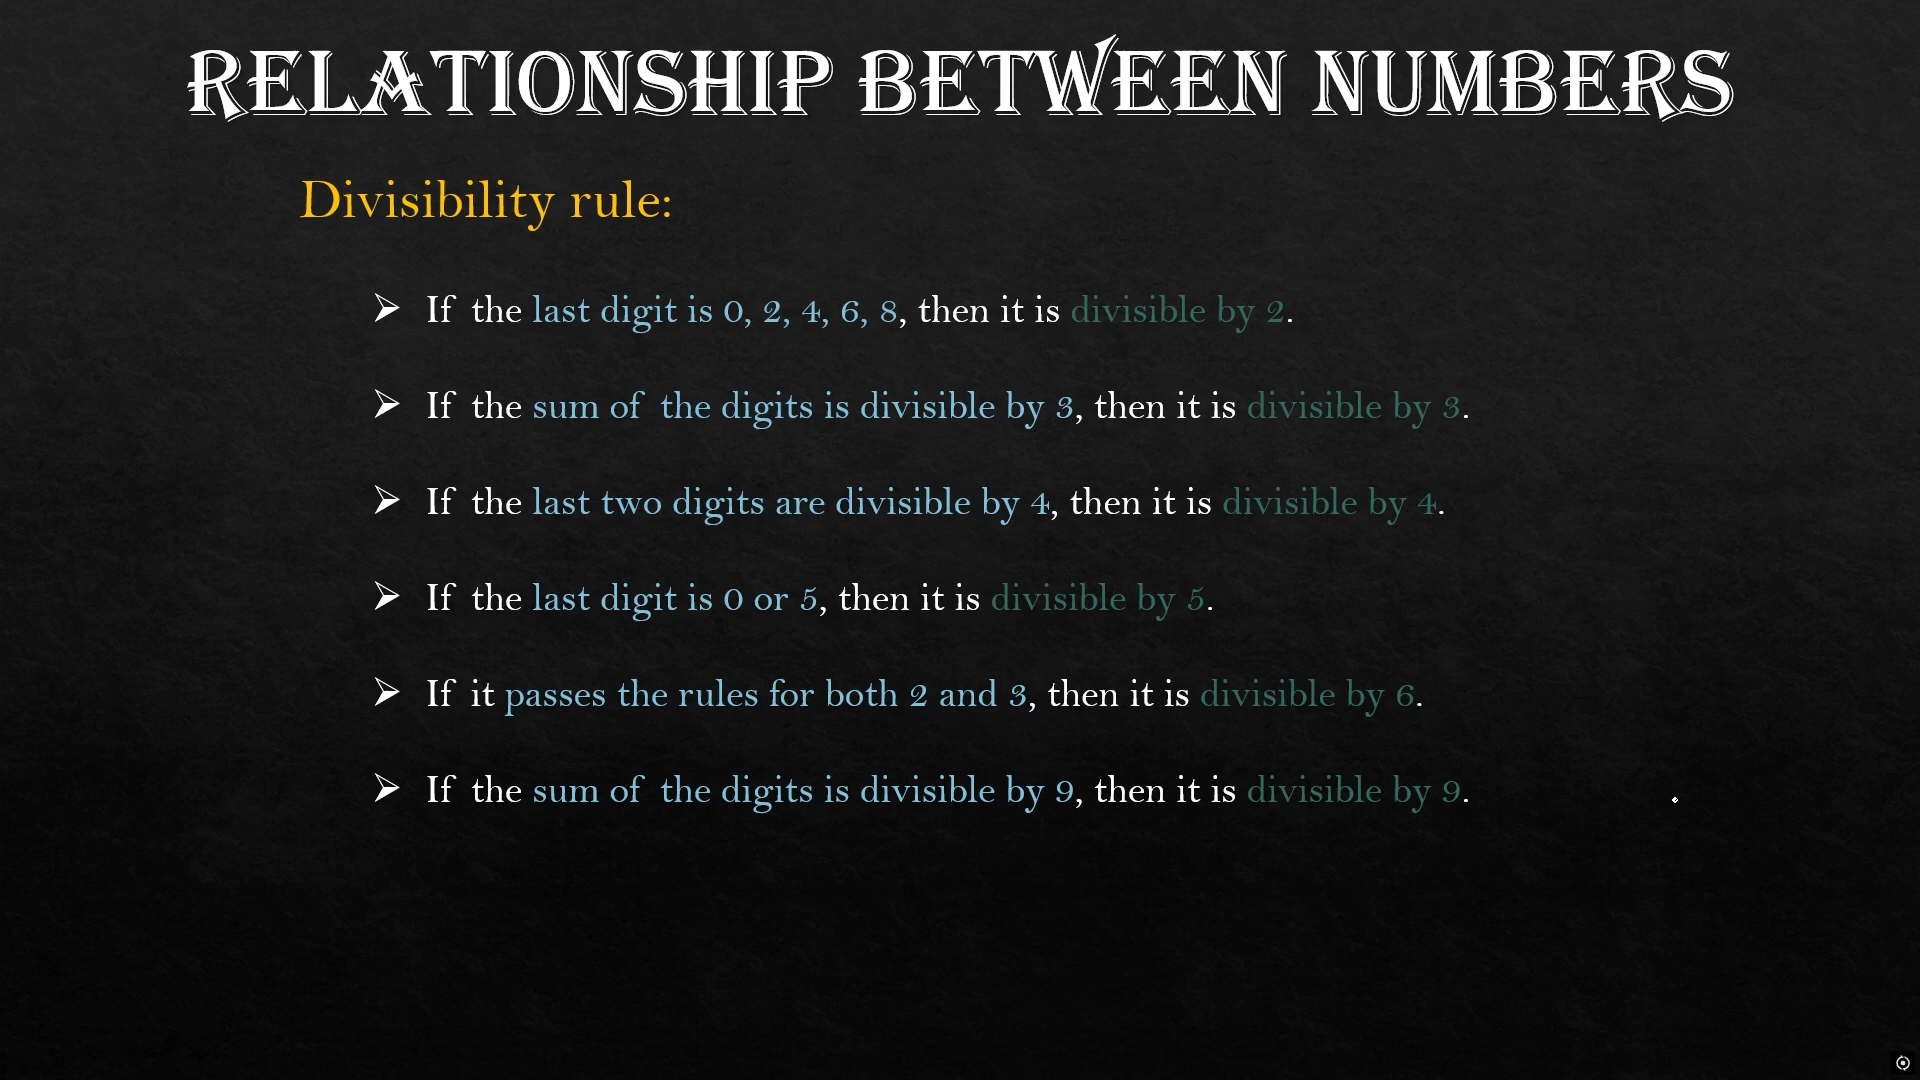 RELATIONSHIP BETWEEN NUMBERS
Divisibility rule:
If the last digit is 0, 2, 4, 6, 8, then it is divisible by 2.
If the sum of the digits is divisible by 3, then it is divisible by 3.
If the last two digits are divisible by 4, then it is divisible by 4.
If the last digit is 0 or 5, then it is divisible by 5.
If it passes the rules for both 2 and 3, then it is divisible by 6.
If the sum of the digits is divisible by 9, then it is divisible by 9.